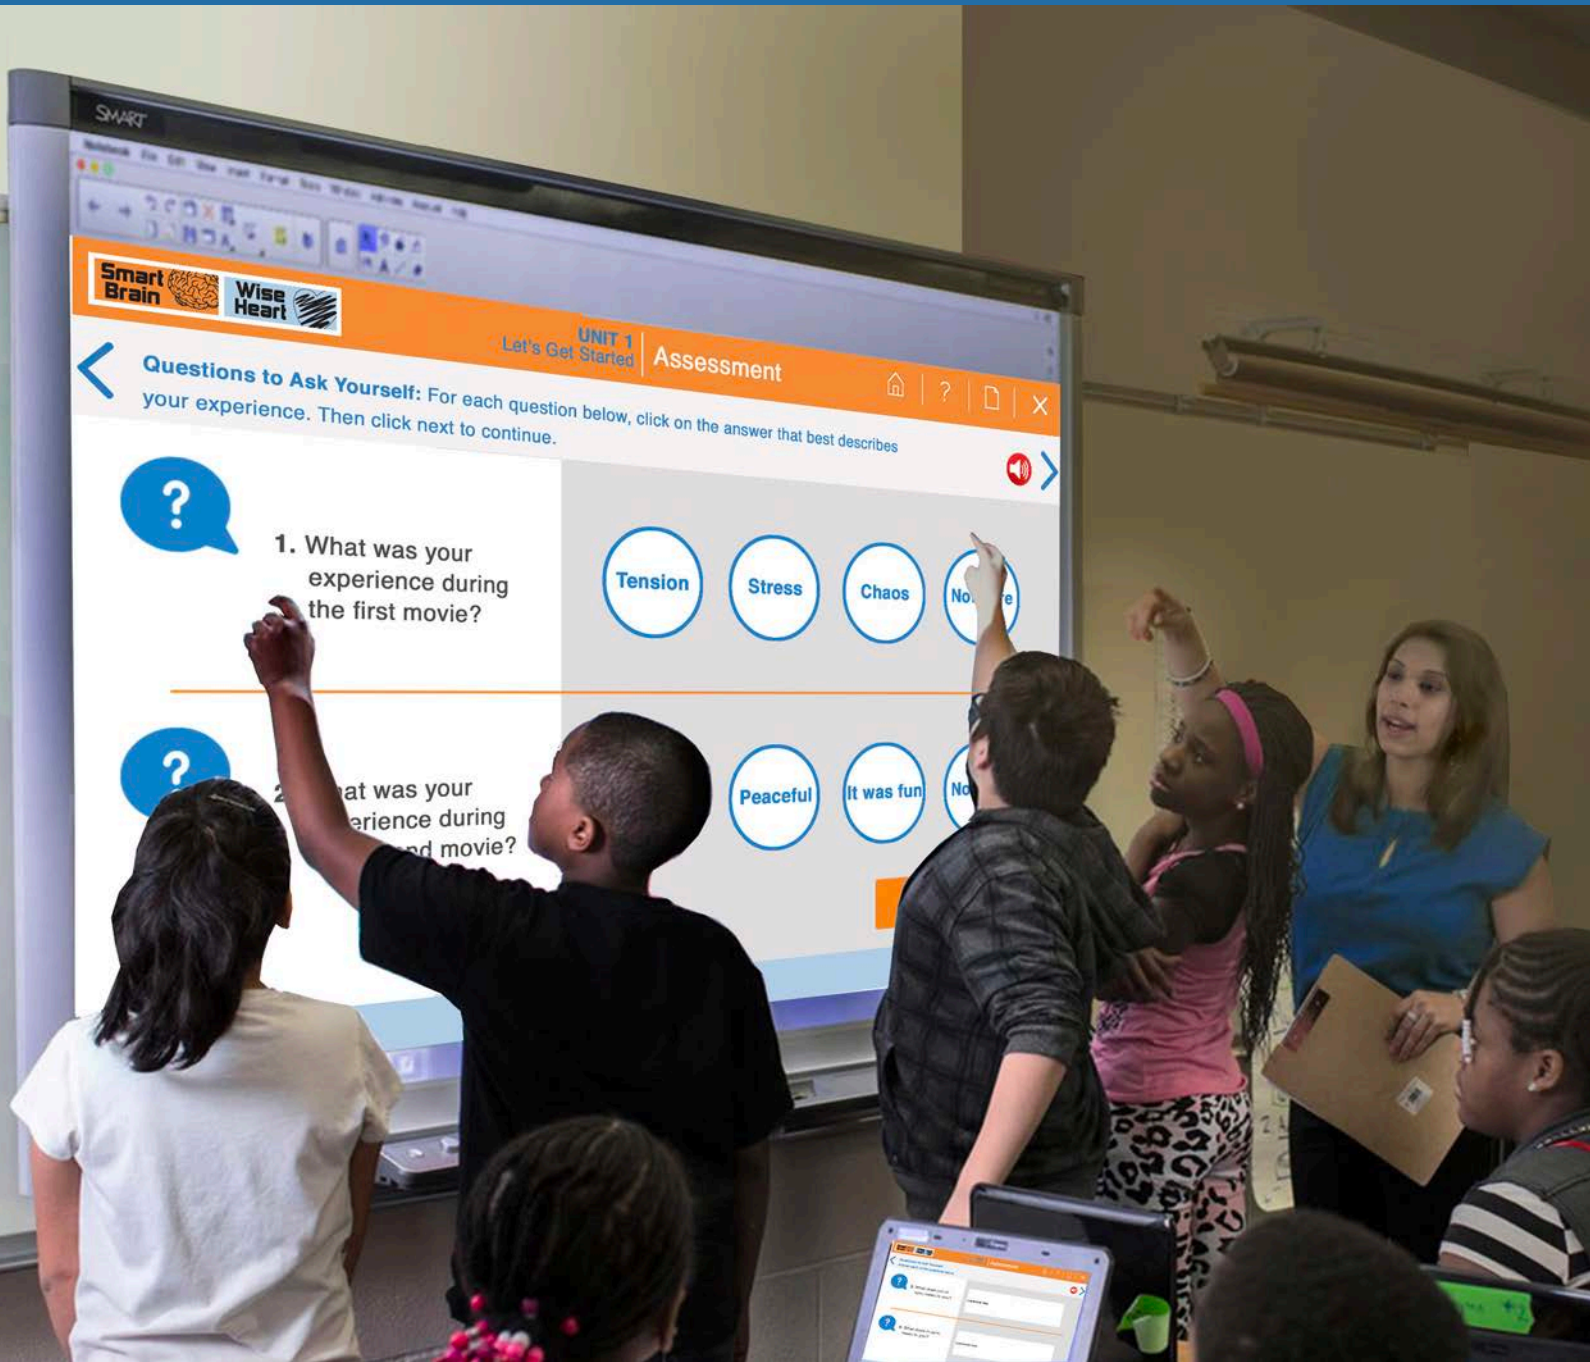 SMART
Smart
Brain
Wise
Heart
UNIT 1
Let's Get Started
Assessment
?
Questions to Ask Yourself: For each question below, click on the answer that best describes
your experience. Then click next to continue.
?
1. What was your
experience during
the first movie?
Tension
Stress
Chaos
?
was your
during
movie?
Peaceful
It was fun
Assessment